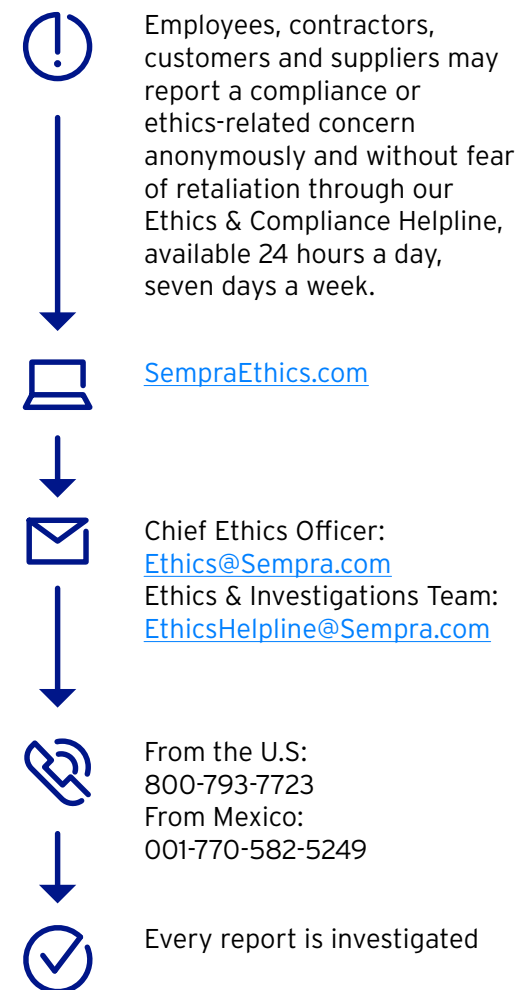 Employees, contractors,
customers and suppliers may
report a compliance or
ethics-related concern
anonymously and without fear
of retaliation through our
Ethics & Compliance Helpline,
available 24 hours a day,
seven days a week.
SempraEthics.com
Chief Ethics Officer:
Ethics@Sempra.com
Ethics & Investigations Team:
EthicsHelpline@Sempra.com
From the U.S:
800-793-7723
From Mexico:
001-770-582-5249
Every report is investigated